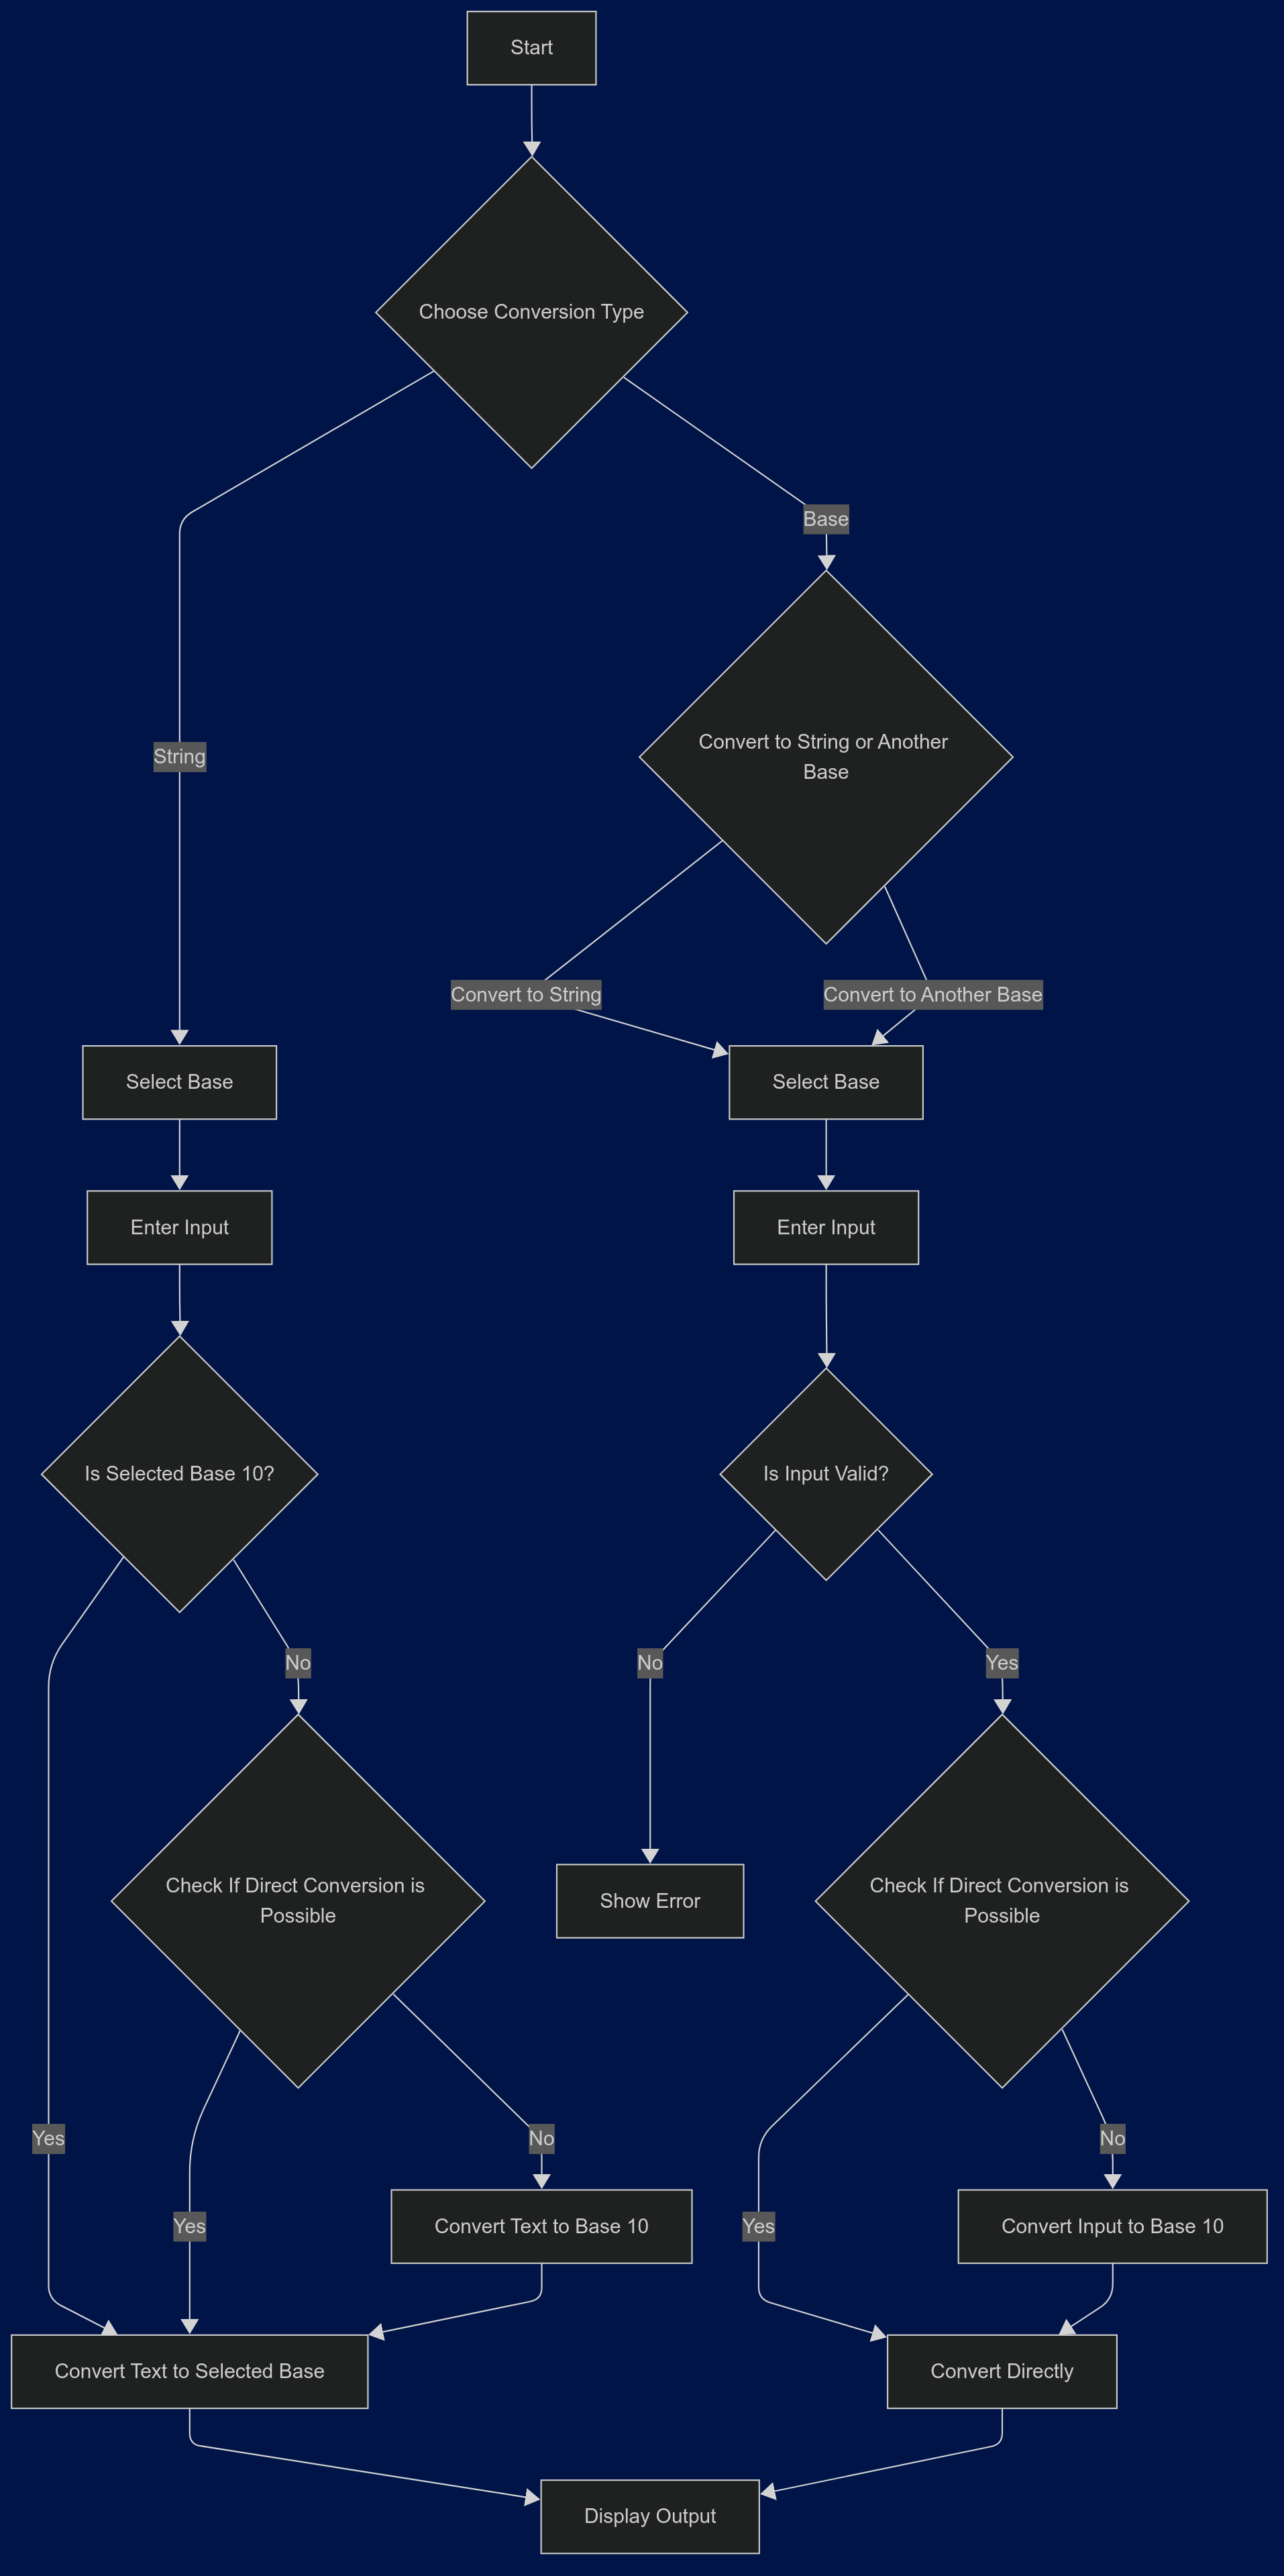 Start
Choose Conversion Type
Base
Convert to String or Another
Base
String
Convert to String
Convert to Another Base
Select Base
Select Base
Enter Input
Enter Input
Is Selected Base 10?
Is Input Valid?
No
No
Yes
Check If Direct Conversion is
Possible
Show Error
Check If Direct Conversion is
Possible
Yes
No
No
Yes
Convert Text to Base 10
Yes
Convert Input to Base 10
Convert Text to Selected Base
Convert Directly
Display Output